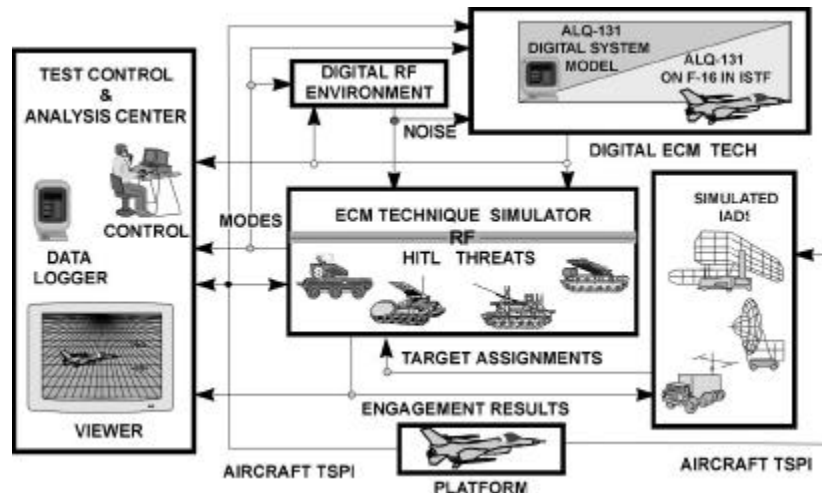 TEST CONTROL
&
ANALYSIS CENTER
CONTROL
DATA
LOGGER
VIEWER
DIGITAL RF
ENVIRONMENT
NOISE
MODES
ALQ-131
DIGITAL SYSTEM
MODEL
ALQ-131
ON F-16 IN ISTF
DIGITAL ECM TECH
ECM TECHNIQUE SIMULATOR
RF
HITL THREATS
SIMULATED
IADS
TARGET ASSIGNMENTS
ENGAGEMENT RESULTS
AIRCRAFT TSPI
PLATFORM
AIRCRAFT TSPI